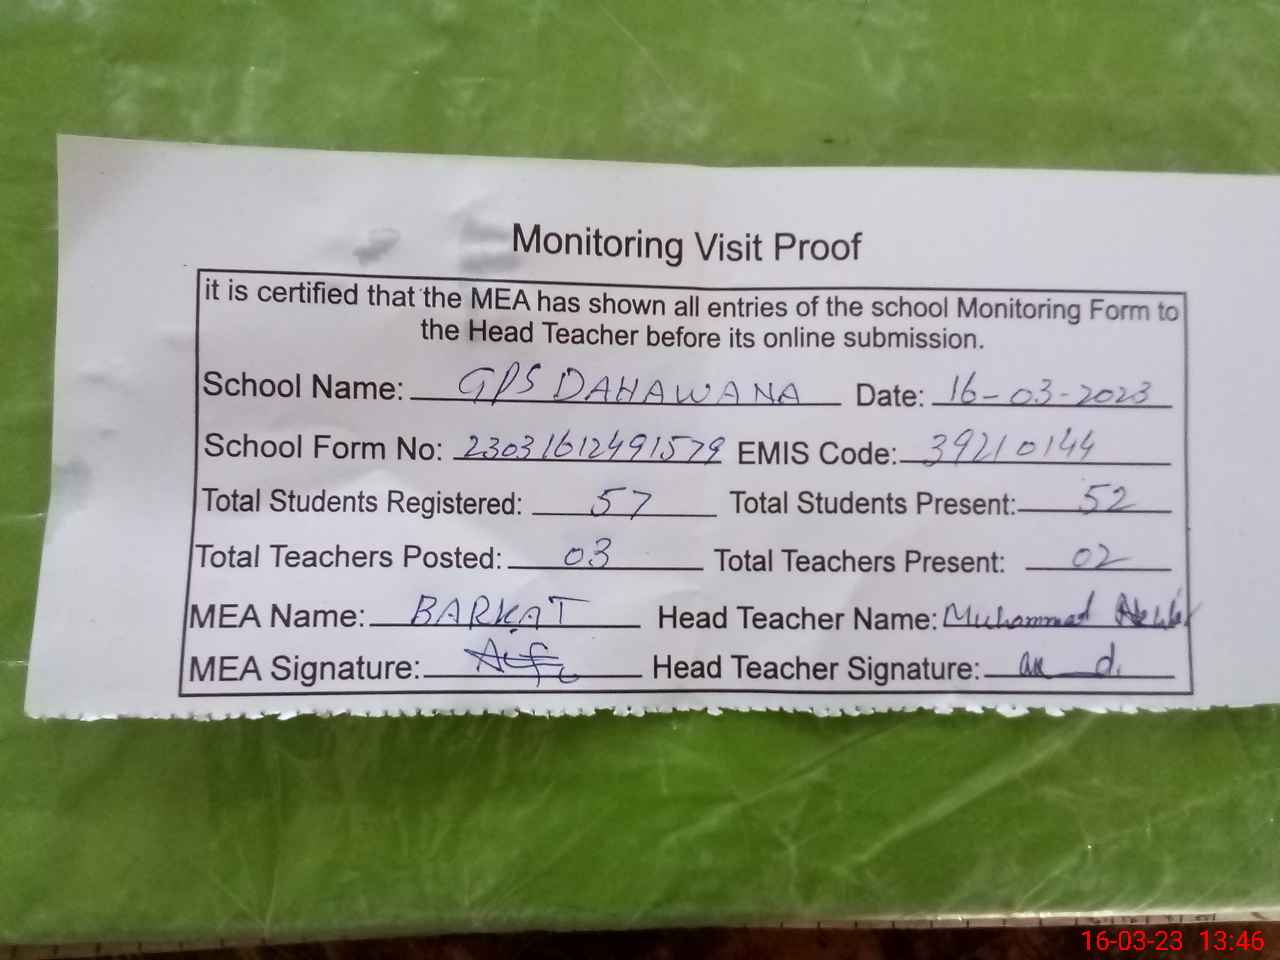 Monitoring Visit Proof
it is certified that the MEA has shown all entries of the school Monitoring Form to
the Head Teacher before its online submission.
School Name: GPS DAHAWANA Date: 16-03-2023
School Form No: 23031612491579 EMIS Code: 39210144
Total Students Registered: 57 Total Students Present: 52
Total Teachers Posted: 03 Total Teachers Present: 02
MEA Name: BARKAT Head Teacher Name: Muhammad
MEA Signature: Head Teacher Signature:
16-03-23 13:46